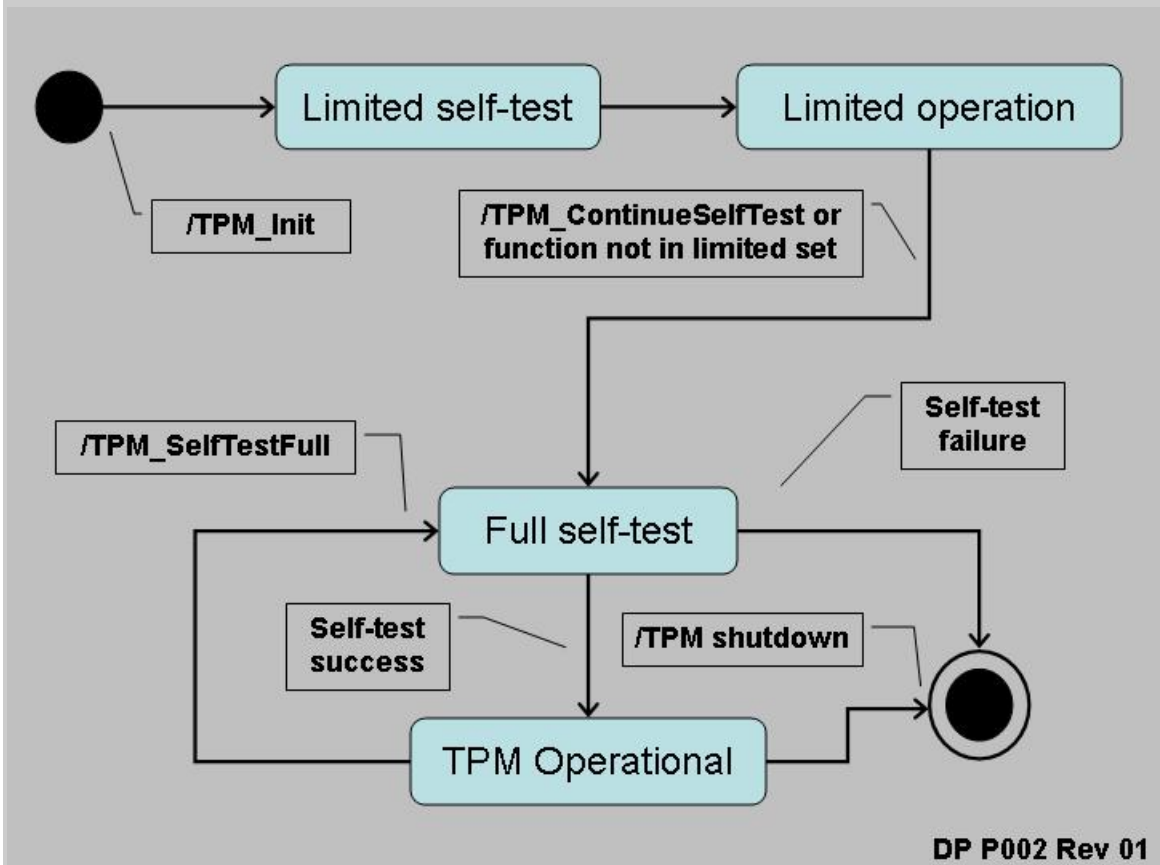 Limited self-test
Limited operation
/TPM_Init
/TPM_ContinueSelfTest or
function not in limited set
/TPM_SelfTestFull
Self-test
failure
Full self-test
Self-test
success
/TPM shutdown
TPM Operational
DP P002 Rev 01